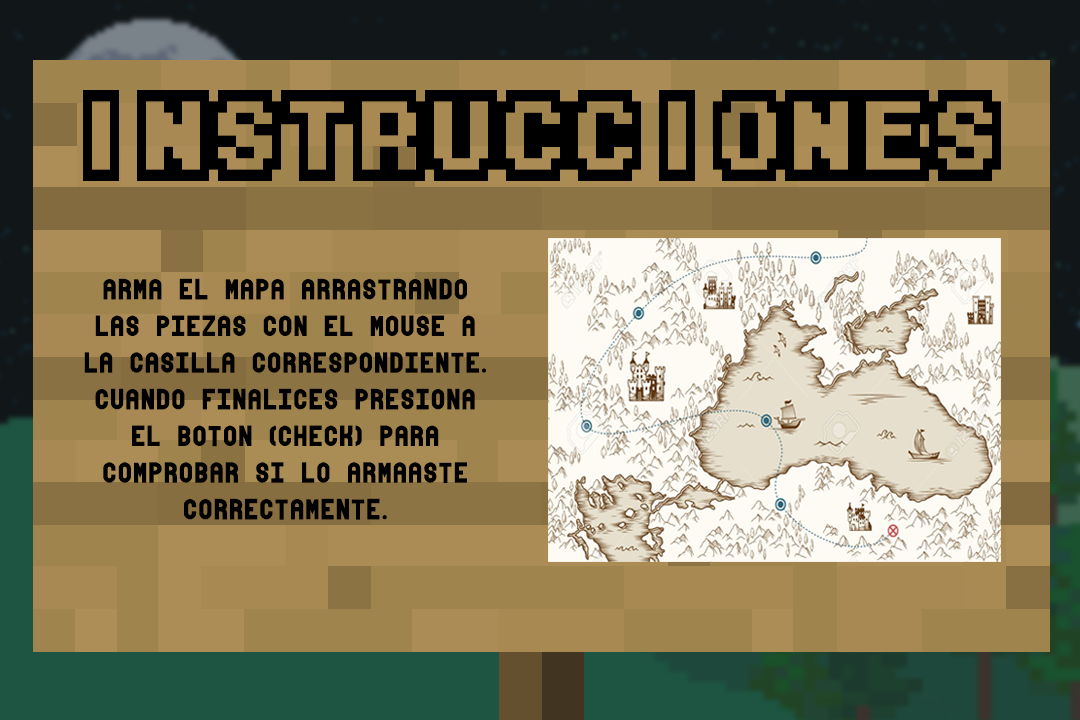 INSTRUCCIONES
ARMA EL MAPA ARRASTRANDO
LAS PIEZAS CON EL MOUSE A
LA CASILLA CORRESPONDIENTE.
CUANDO FINALICES PRESIONA
EL BOTON (CHECK) PARA
COMPROBAR SI LO ARMAASTE
CORRECTAMENTE.